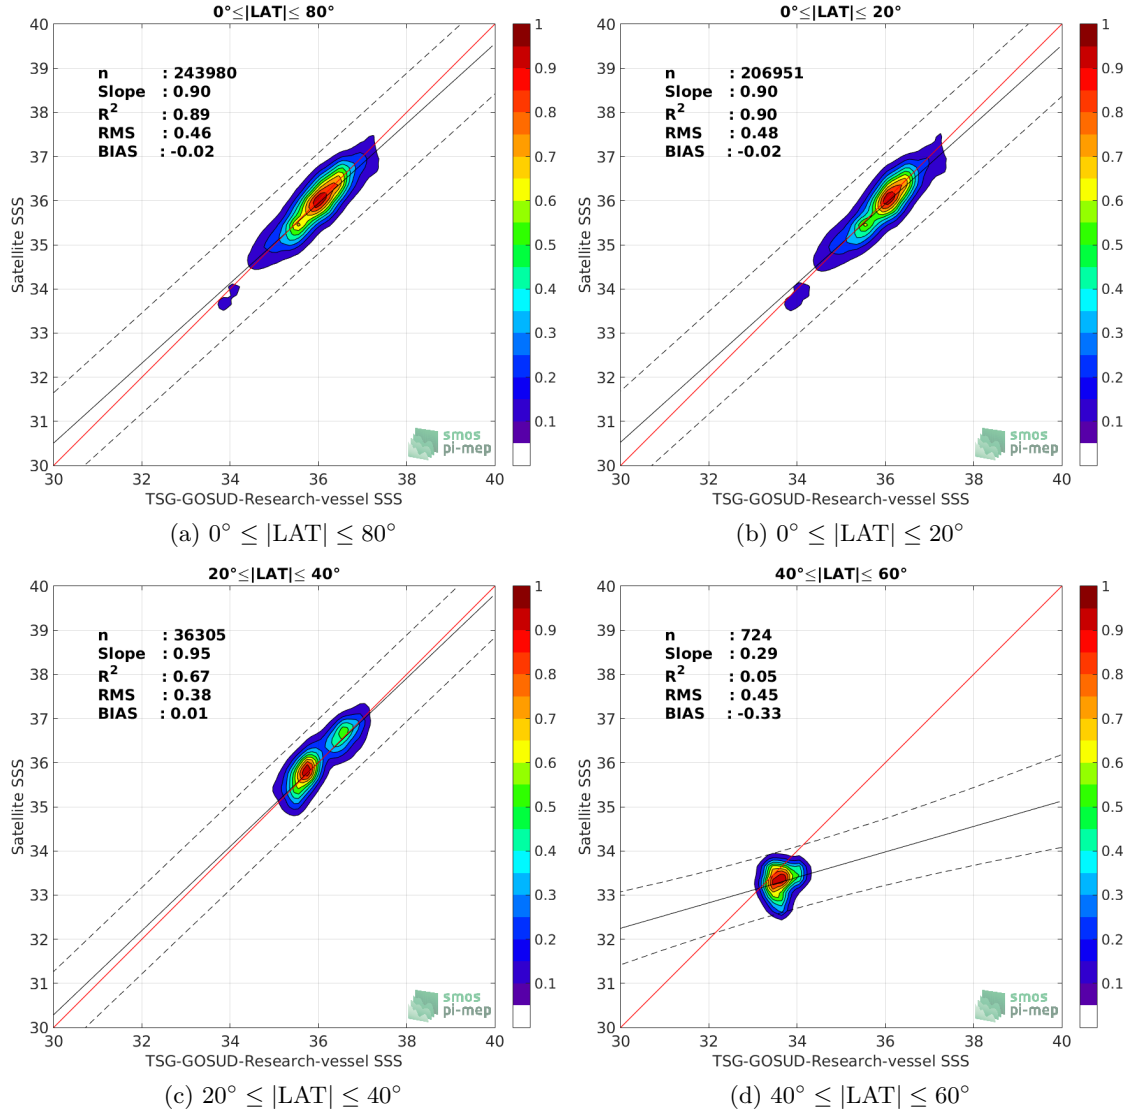 0°≤|LAT|≤ 80°
n : 243980
Slope : 0.90
R2 : 0.89
RMS : 0.46
BIAS : -0.02
40
39
38
37
36
35
34
33
32
31
30
30 32 34 36 38 40
Satellite SSS
TSG-GOSUD-Research-vessel SSS
1
0.9
0.8
0.7
0.6
0.5
0.4
0.3
0.2
0.1
smos
pi-mep
(a) 0° ≤ |LAT| ≤ 80°
0°≤|LAT|≤ 20°
n : 206951
Slope : 0.90
R2 : 0.90
RMS : 0.48
BIAS : -0.02
40
39
38
37
36
35
34
33
32
31
30
30 32 34 36 38 40
Satellite SSS
TSG-GOSUD-Research-vessel SSS
1
0.9
0.8
0.7
0.6
0.5
0.4
0.3
0.2
0.1
smos
pi-mep
(b) 0° ≤ |LAT| ≤ 20°
20°≤|LAT|≤ 40°
n : 36305
Slope : 0.95
R2 : 0.67
RMS : 0.38
BIAS : 0.01
40
39
38
37
36
35
34
33
32
31
30
30 32 34 36 38 40
Satellite SSS
TSG-GOSUD-Research-vessel SSS
1
0.9
0.8
0.7
0.6
0.5
0.4
0.3
0.2
0.1
smos
pi-mep
(c) 20° ≤ |LAT| ≤ 40°
40°≤|LAT|≤ 60°
n : 724
Slope : 0.29
R2 : 0.05
RMS : 0.45
BIAS : -0.33
40
39
38
37
36
35
34
33
32
31
30
30 32 34 36 38 40
Satellite SSS
TSG-GOSUD-Research-vessel SSS
1
0.9
0.8
0.7
0.6
0.5
0.4
0.3
0.2
0.1
smos
pi-mep
(d) 40° ≤ |LAT| ≤ 60°